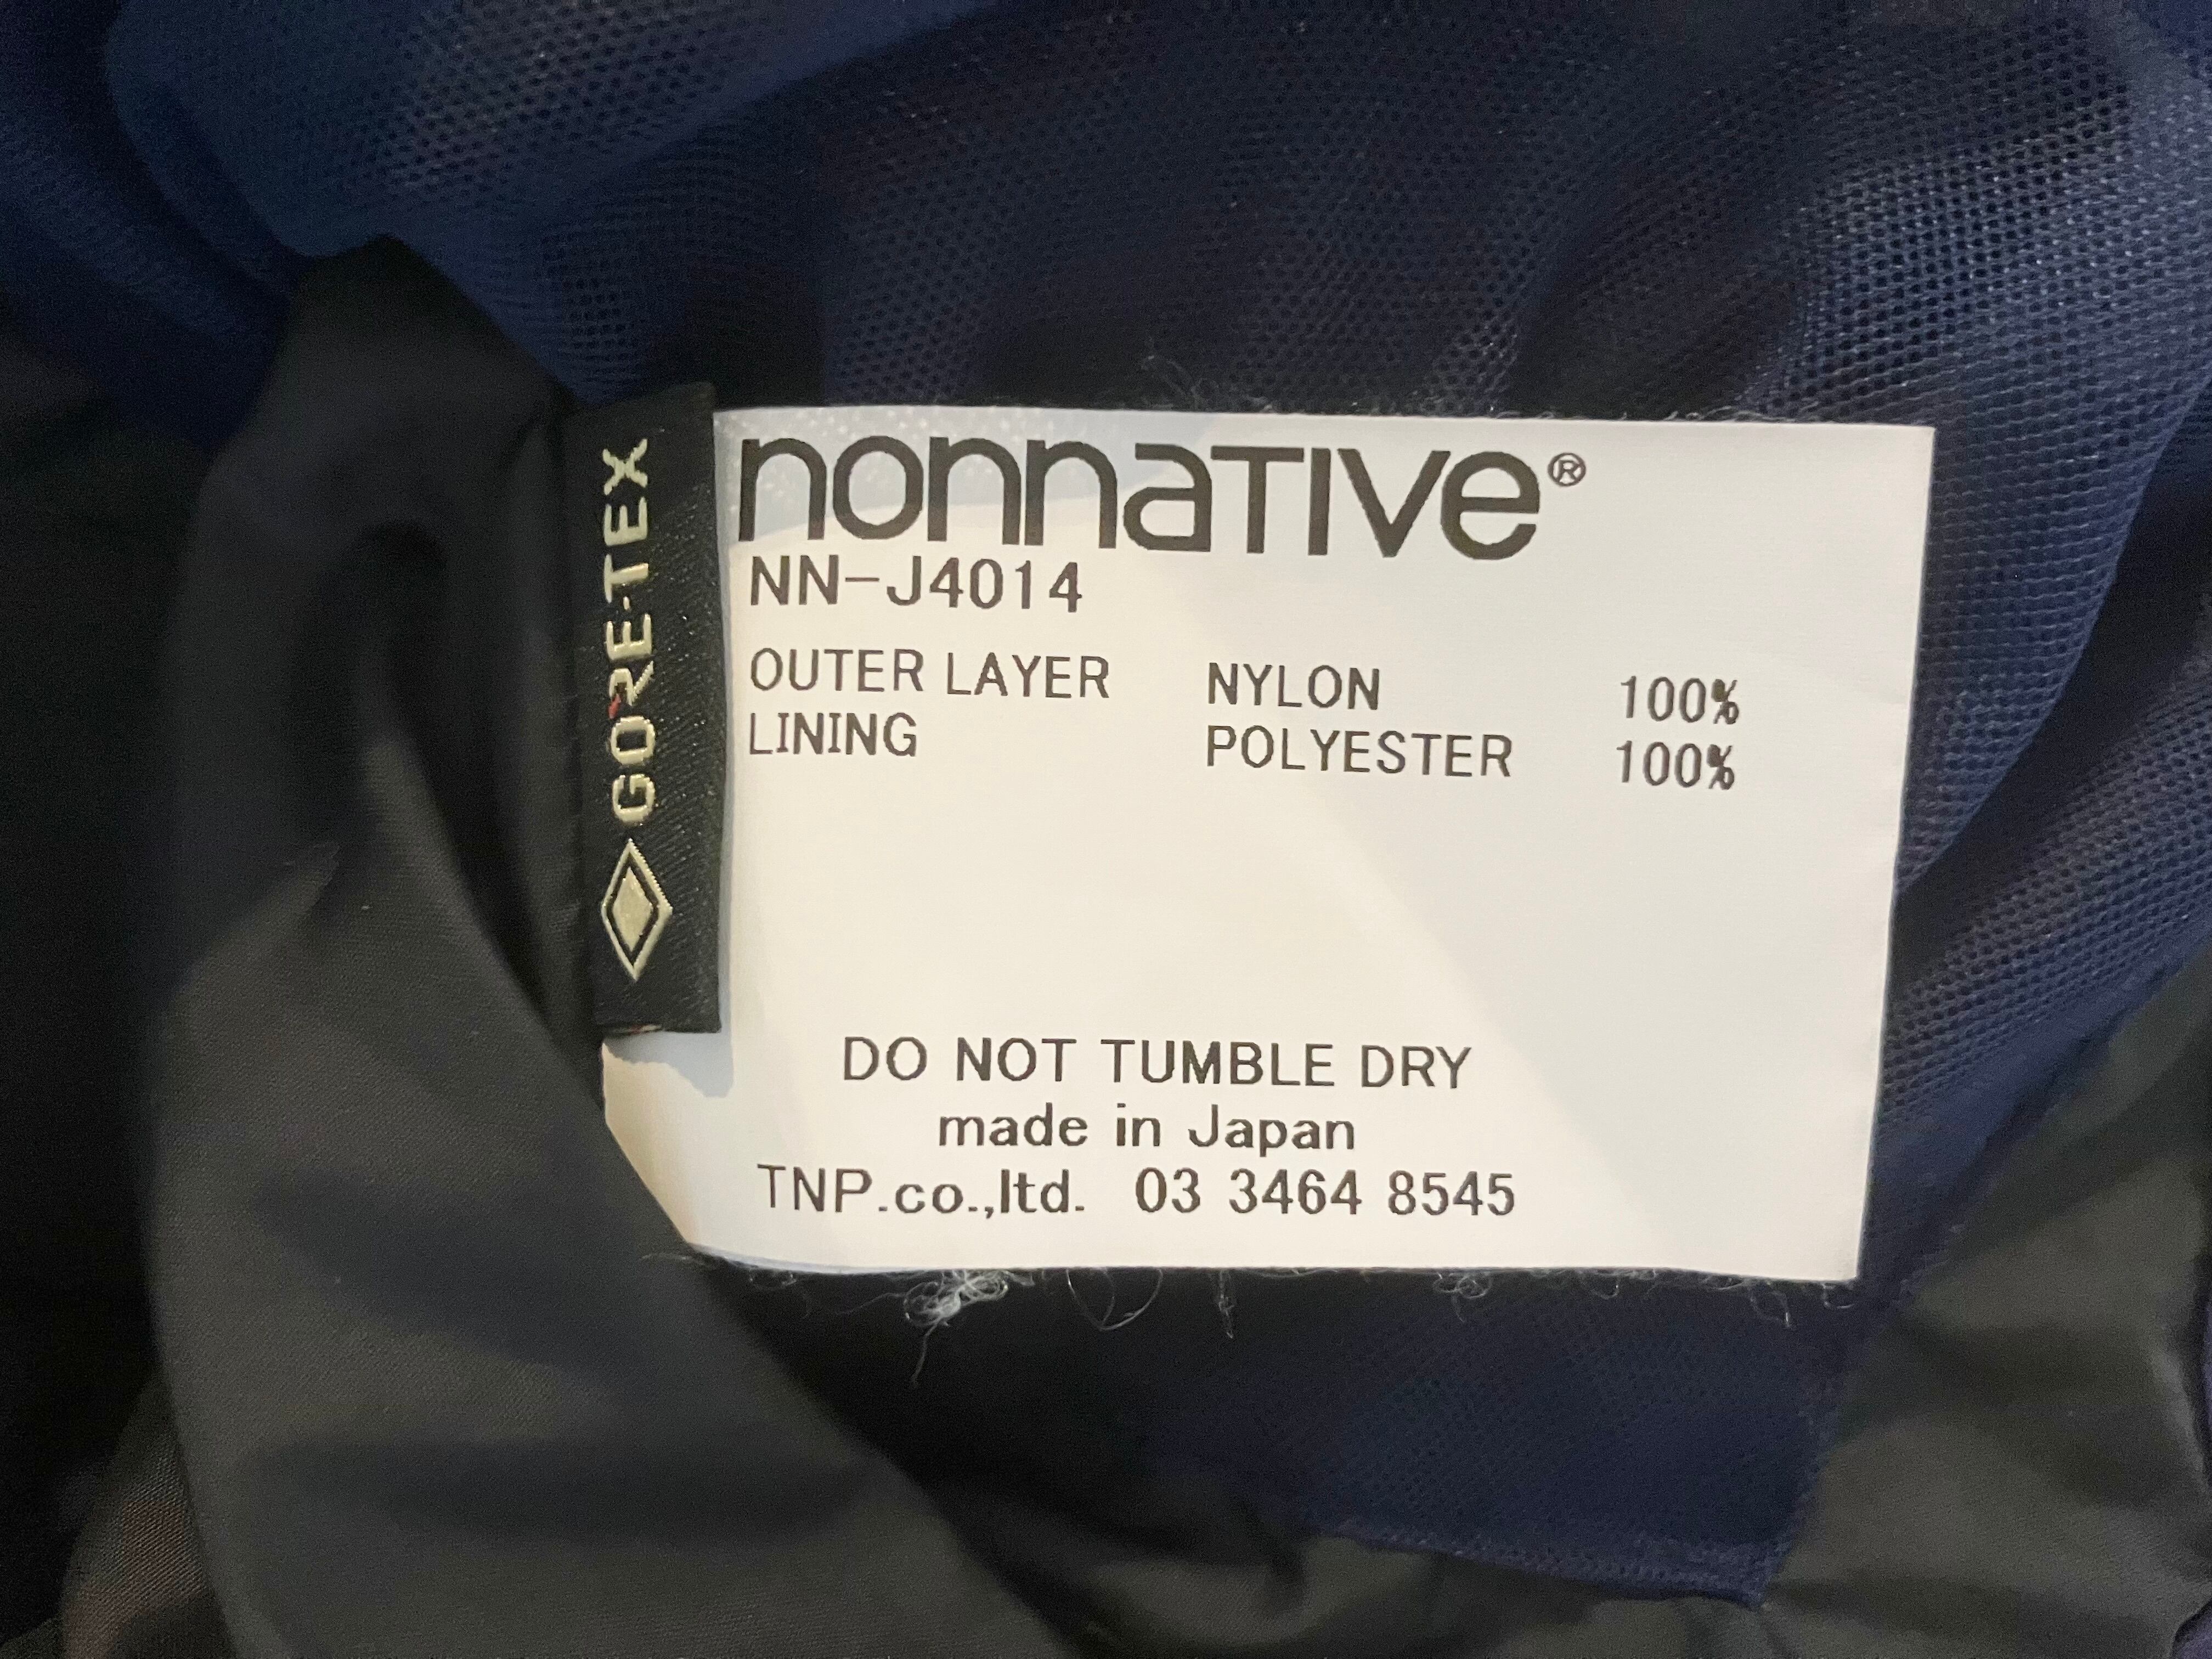 GORE-TEX
nonnative®
NN-J4014
OUTER LAYER NYLON 100%
LINING POLYESTER 100%
DO NOT TUMBLE DRY
made in Japan
TNP.co.,ltd. 03 3464 8545